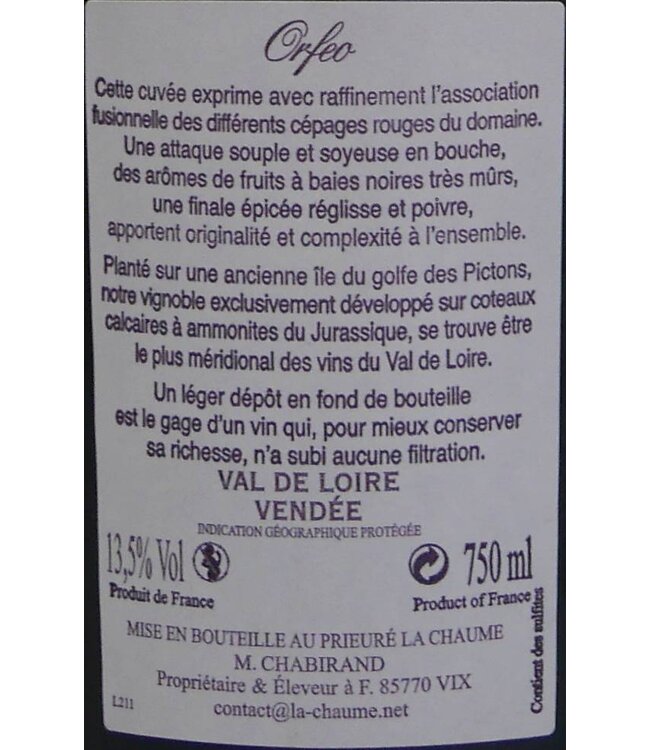 Orfeo
Cette cuvée exprime avec raffinement l'association
fusionnelle des différents cépages rouges du domaine.
Une attaque souple et soyeuse en bouche,
des arômes de fruits à baies noires très mûrs,
une finale épicée réglisse et poivre,
apportent originalité et complexité à l'ensemble.
Planté sur une ancienne île du golfe des Pictons,
notre vignoble exclusivement développé sur coteaux
calcaires à ammonites du Jurassique, se trouve être
le plus méridional des vins du Val de Loire.
Un léger dépôt en fond de bouteille
est le gage d'un vin qui, pour mieux conserver
sa richesse, n'a subi aucune filtration.
VAL DE LOIRE
VENDÉE
INDICATION GÉOGRAPHIQUE PROTÉGÉE
13,5% Vol
750 ml
Produit de France
Product of France
Contient des sulfites
MISE EN BOUTEILLE AU PRIEURÉ LA CHAUME
M. CHABIRAND
Propriétaire & Éleveur à F. 85770 VIX
L211
contact@la-chaume.net